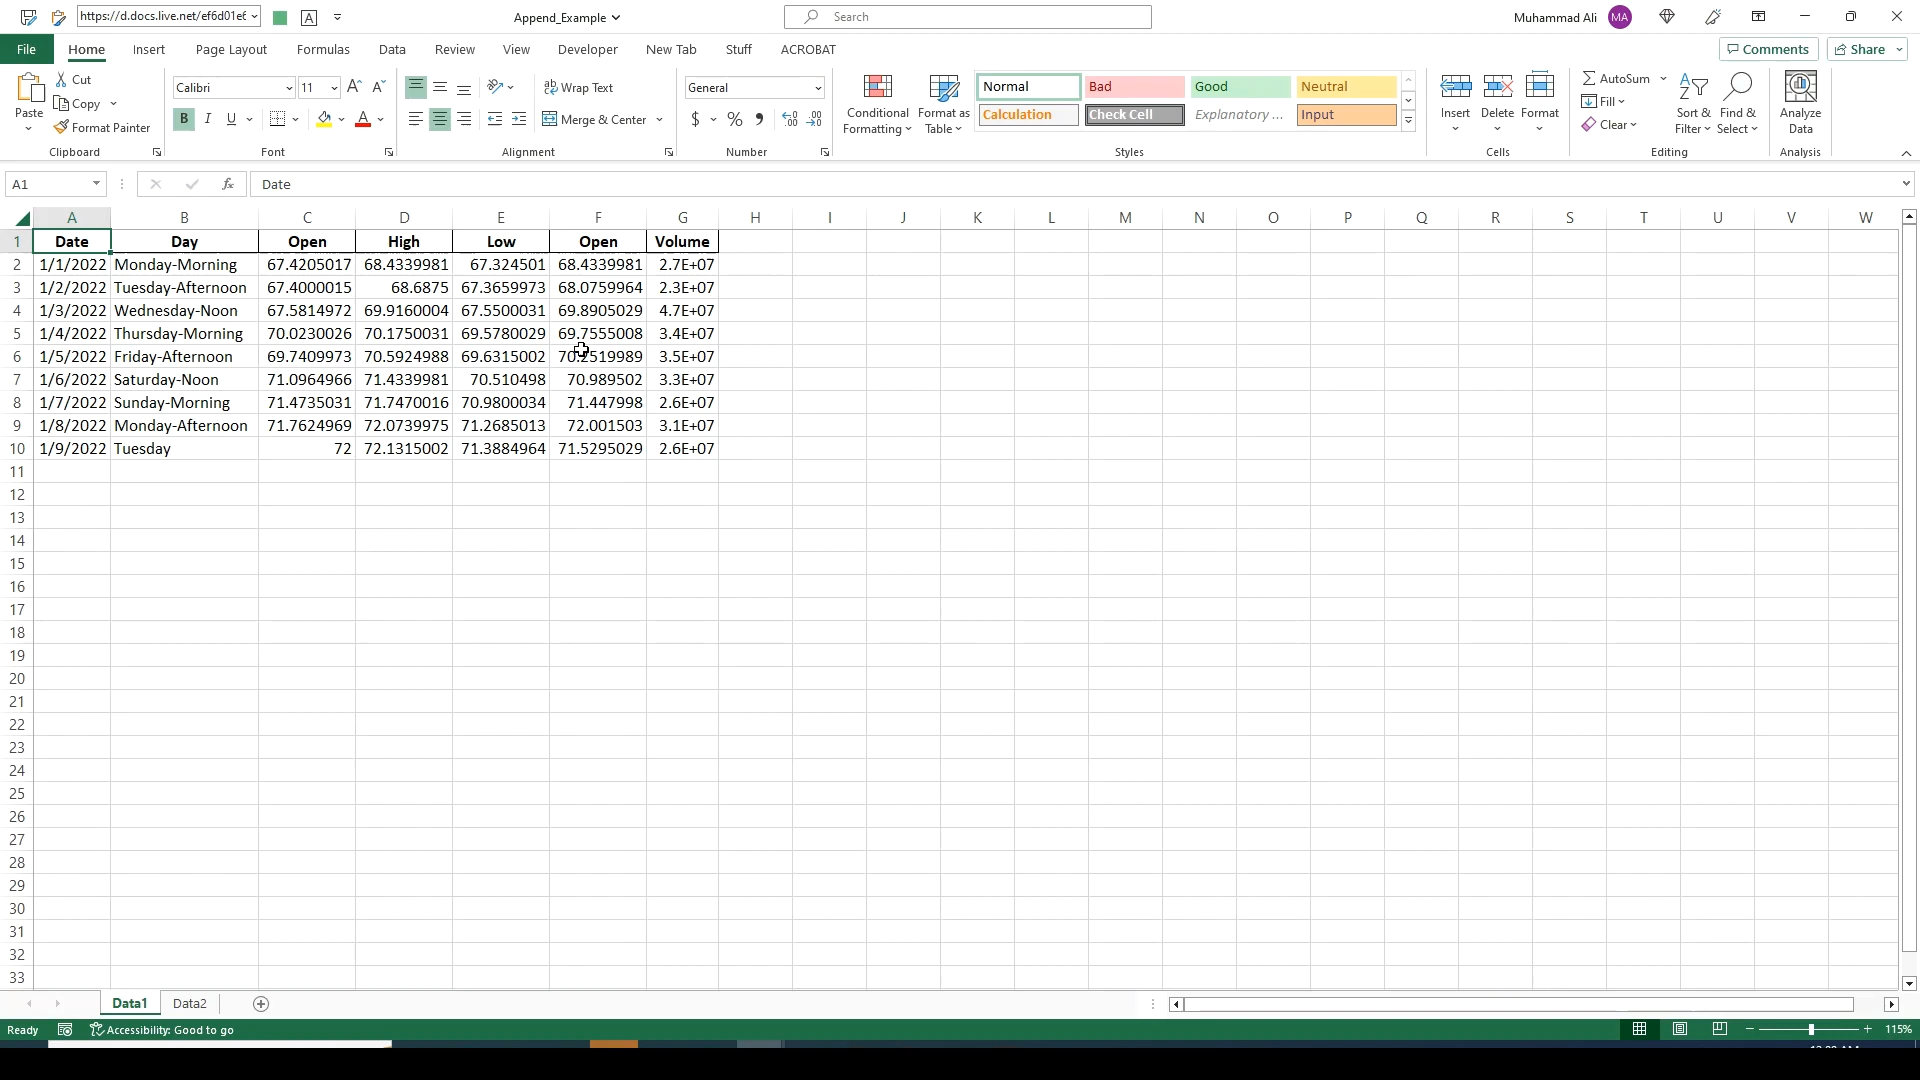 https://d.docs.live.net/ef6d01e6
Append_Example
Search
Muhammad Ali MA
File Home Insert Page Layout Formulas Data Review View Developer New Tab Stuff ACROBAT Comments Share
Paste
Cut
Copy
Format Painter
Clipboard
Calibri 11
B I U A
Font
Wrap Text
Merge & Center
Alignment
General
$ % 9
Number
Conditional Formatting
Format as Table
Normal Bad Good Neutral
Calculation Check Cell Explanatory ... Input
Styles
Insert Delete Format
Cells
AutoSum
Fill
Clear
Sort & Filter
Find & Select
Editing
Analyze Data
Analysis
A1 fx Date
A B C D E F G H I J K L M N O P Q R S T U V W
1 Date Day Open High Low Open Volume
2 1/1/2022 Monday-Morning 67.4205017 68.4339981 67.324501 68.4339981 2.7E+07
3 1/2/2022 Tuesday-Afternoon 67.4000015 68.6875 67.3659973 68.0759964 2.3E+07
4 1/3/2022 Wednesday-Noon 67.5814972 69.9160004 67.5500031 69.8905029 4.7E+07
5 1/4/2022 Thursday-Morning 70.0230026 70.1750031 69.5780029 69.7555008 3.4E+07
6 1/5/2022 Friday-Afternoon 69.7409973 70.5924988 69.6315002 70.2519989 3.5E+07
7 1/6/2022 Saturday-Noon 71.0964966 71.4339981 70.510498 70.989502 3.3E+07
8 1/7/2022 Sunday-Morning 71.4735031 71.7470016 70.9800034 71.447998 2.6E+07
9 1/8/2022 Monday-Afternoon 71.7624969 72.0739975 71.2685013 72.001503 3.1E+07
10 1/9/2022 Tuesday 72 72.1315002 71.3884964 71.5295029 2.6E+07
11
12
13
14
15
16
17
18
19
20
21
22
23
24
25
26
27
28
29
30
31
32
33
Data1 Data2
Ready Accessibility: Good to go 115%